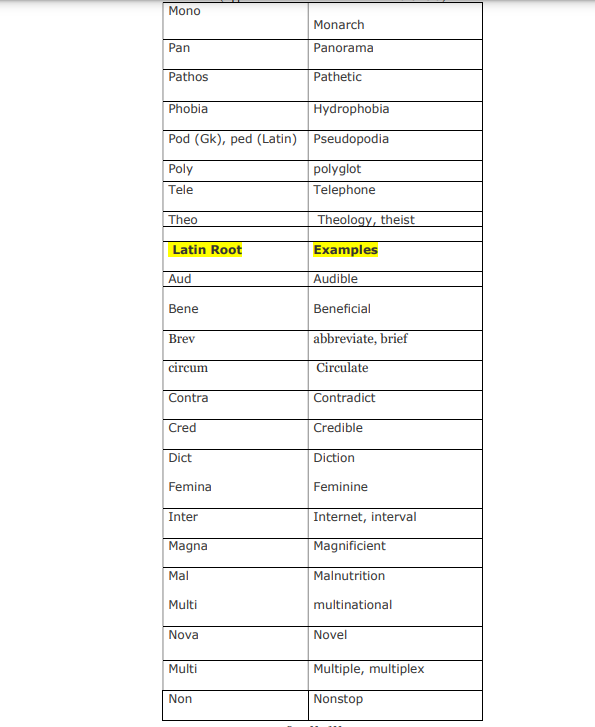 Mono
Monarch
Pan Panorama
Pathos Pathetic
Phobia Hydrophobia
Pod (Gk), ped (Latin) Pseudopodia
Poly polyglot
Tele Telephone
Theo Theology, theist
Latin Root Examples
Aud Audible
Bene Beneficial
Brev abbreviate, brief
circum Circulate
Contra Contradict
Cred Credible
Dict Diction
Femina Feminine
Inter Internet, interval
Magna Magnificient
Mal Malnutrition
Multi multinational
Nova Novel
Multi Multiple, multiplex
Non Nonstop